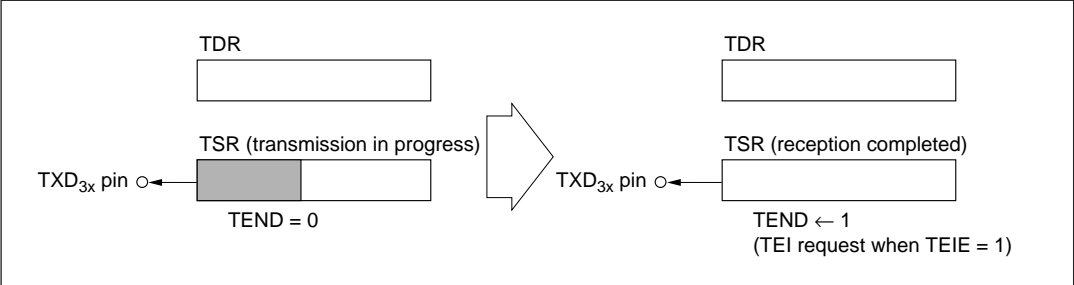 TDR
TSR (transmission in progress)
TXD3x pin
TEND = 0
TDR
TSR (reception completed)
TXD3x pin
TEND ← 1
(TEI request when TEIE = 1)